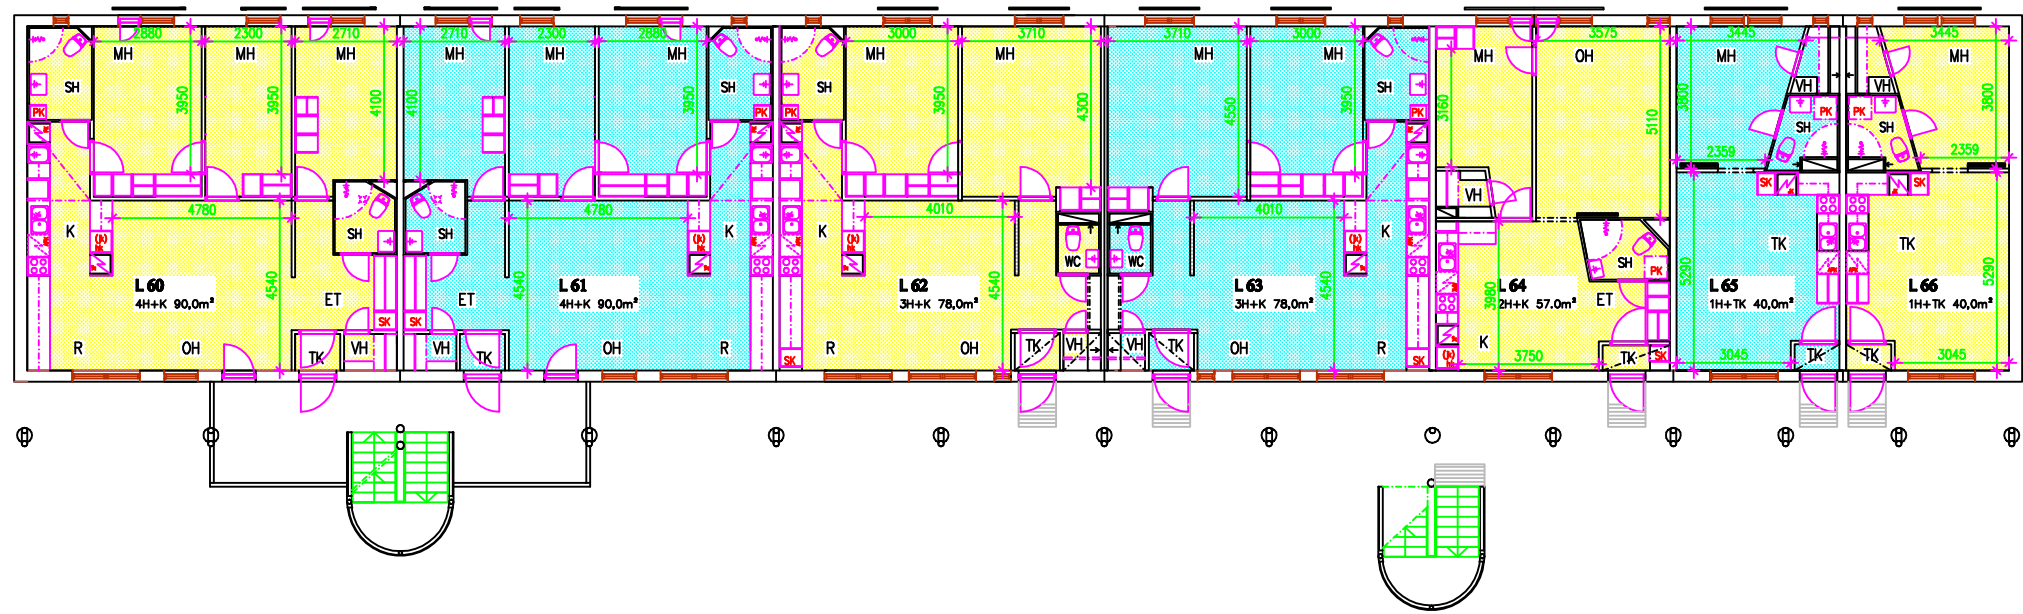 2880
2300
2710
2710
2300
2880
3000
3710
3710
3000
3575
3445
3445
MH
MH
MH
MH
MH
MH
MH
MH
MH
MH
MH
OH
MH
MH
SH
SH
SH
SH
VH
VH
3950
3950
4100
4100
3950
3950
4300
4550
3950
3160
5110
3800
3800
PK
PK
PK
PK
PK
PK
SH
SH
2359
2359
SK
SK
VH
4780
4780
4010
4010
K
SH
SH
K
K
WC
WC
K
TK
TK
SH
PK
L 60
4H+K 90,0m²
L 61
4H+K 90,0m²
L 62
3H+K 78,0m²
L 63
3H+K 78,0m²
L 64
2H+K 57.0m²
L 65
1H+TK 40,0m²
L 66
1H+TK 40,0m²
4540
ET
ET
4540
4540
4540
3980
ET
5290
5290
SK
SK
R
OH
TK
VH
VH
TK
OH
R
R
OH
TK
VH
VH
TK
OH
R
K
SK
SK
3750
TK
SK
3045
TK
TK
3045